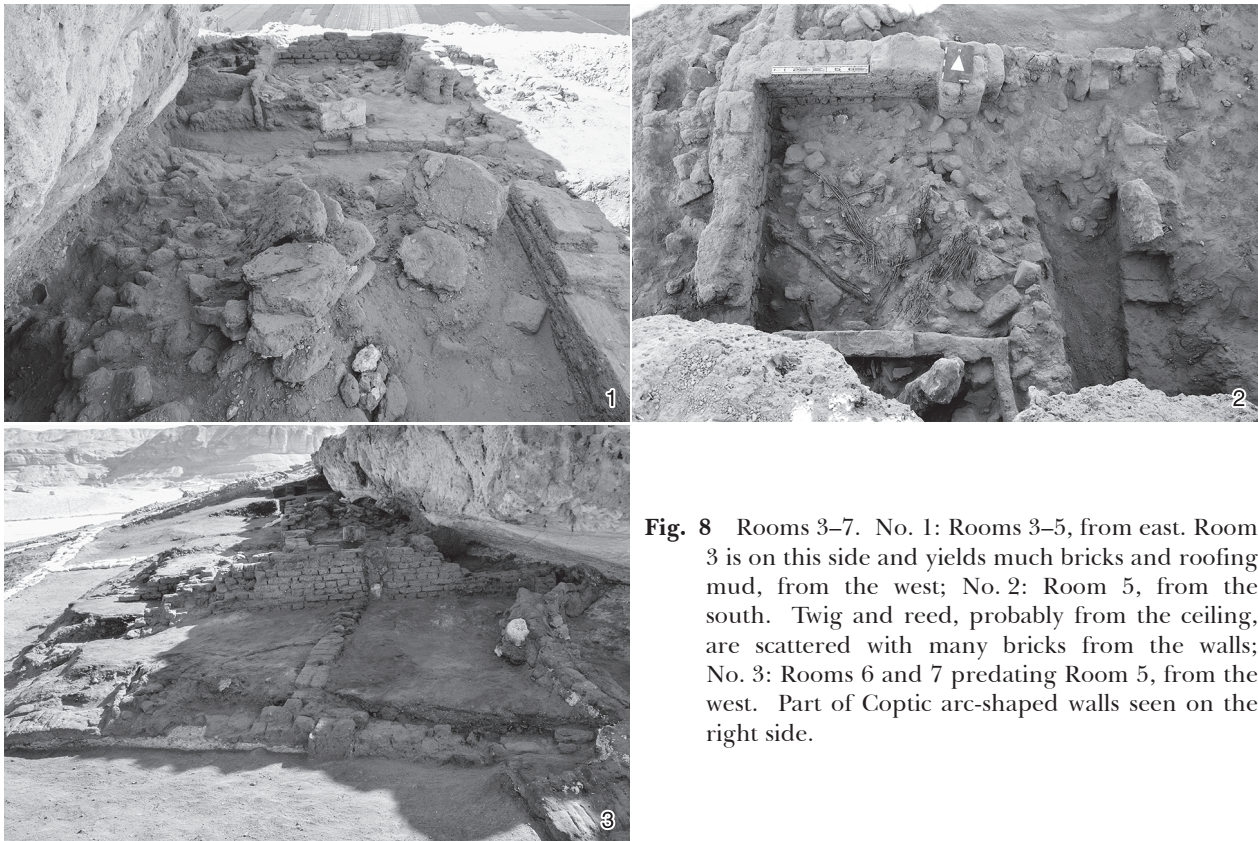 1
2
3
Fig. 8 Rooms 3–7. No. 1: Rooms 3–5, from east. Room
3 is on this side and yields much bricks and roofing
mud, from the west; No. 2: Room 5, from the
south. Twig and reed, probably from the ceiling,
are scattered with many bricks from the walls;
No. 3: Rooms 6 and 7 predating Room 5, from the
west. Part of Coptic arc-shaped walls seen on the
right side.